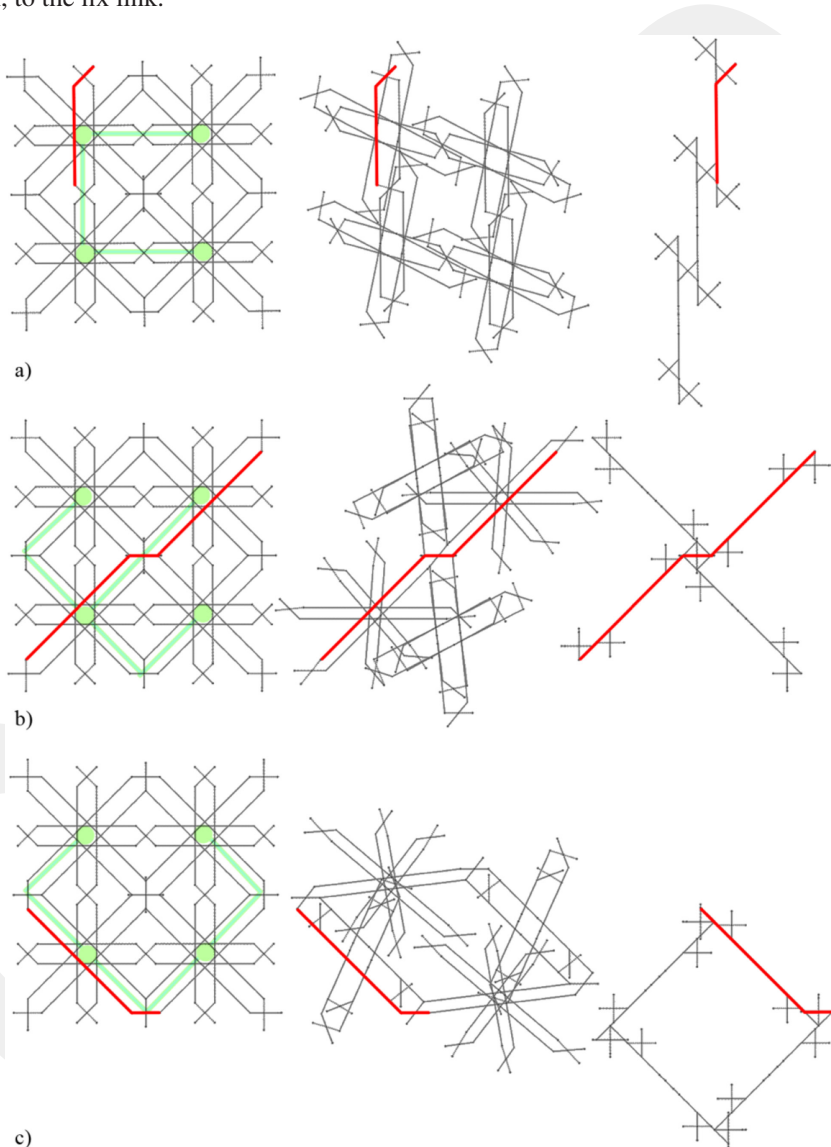 , to the fix link.
a)
b)
c)